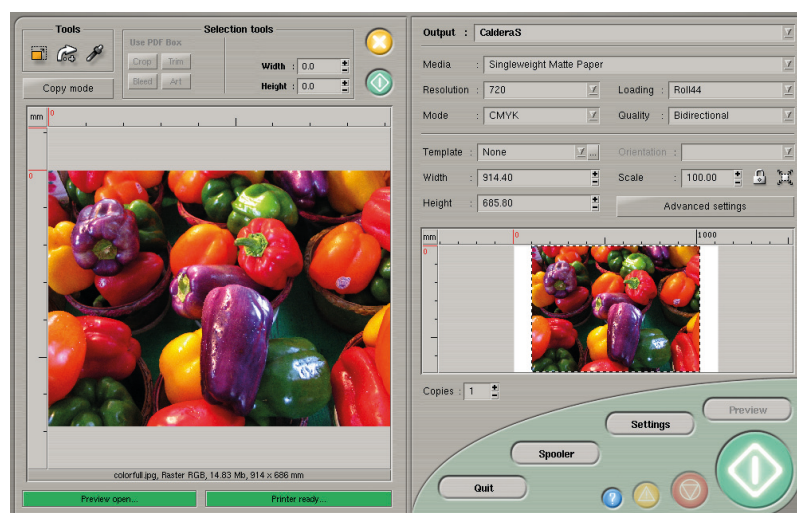 Tools
Selection tools
Use PDF Box
Crop Trim
Bleed Art
Width : 0.0
Height : 0.0
Copy mode
mm 0
0
colorfull.jpg, Raster RGB, 14.83 Mb, 914 x 686 mm
Preview open...
Printer ready...
Output : CalderaS
Media : Singleweight Matte Paper
Resolution : 720
Loading : Roll44
Mode : CMYK
Quality : Bidirectional
Template : None ...
Orientation :
Width : 914.40
Scale : 100.00
Height : 685.80
Advanced settings
mm 0 1000
0
Copies : 1
Preview
Settings
Spooler
Quit
?